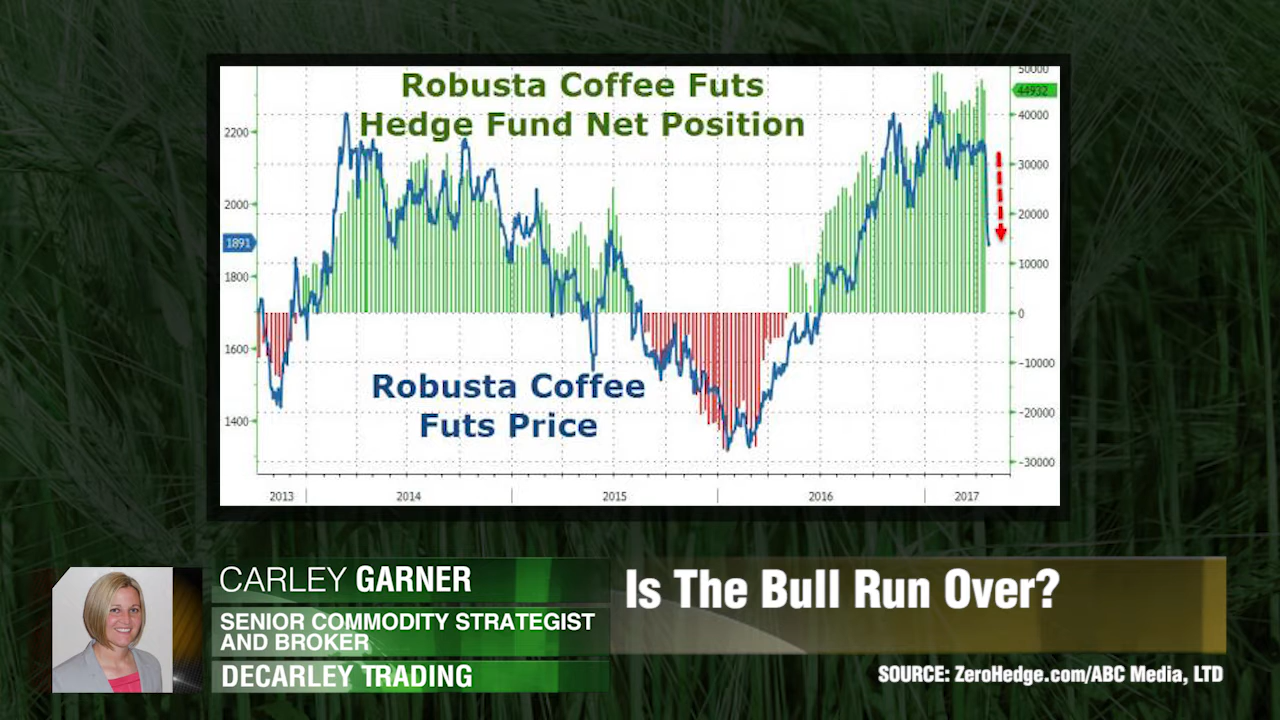 Robusta Coffee Futs
Hedge Fund Net Position
Robusta Coffee
Futs Price
2200
2000
1891
1800
1600
1400
50000
44932
40000
30000
20000
10000
0
-10000
-20000
-30000
2013
2014
2015
2016
2017
CARLEY GARNER
SENIOR COMMODITY STRATEGIST
AND BROKER
DECARLEY TRADING
Is The Bull Run Over?
SOURCE: ZeroHedge.com/ABC Media, LTD